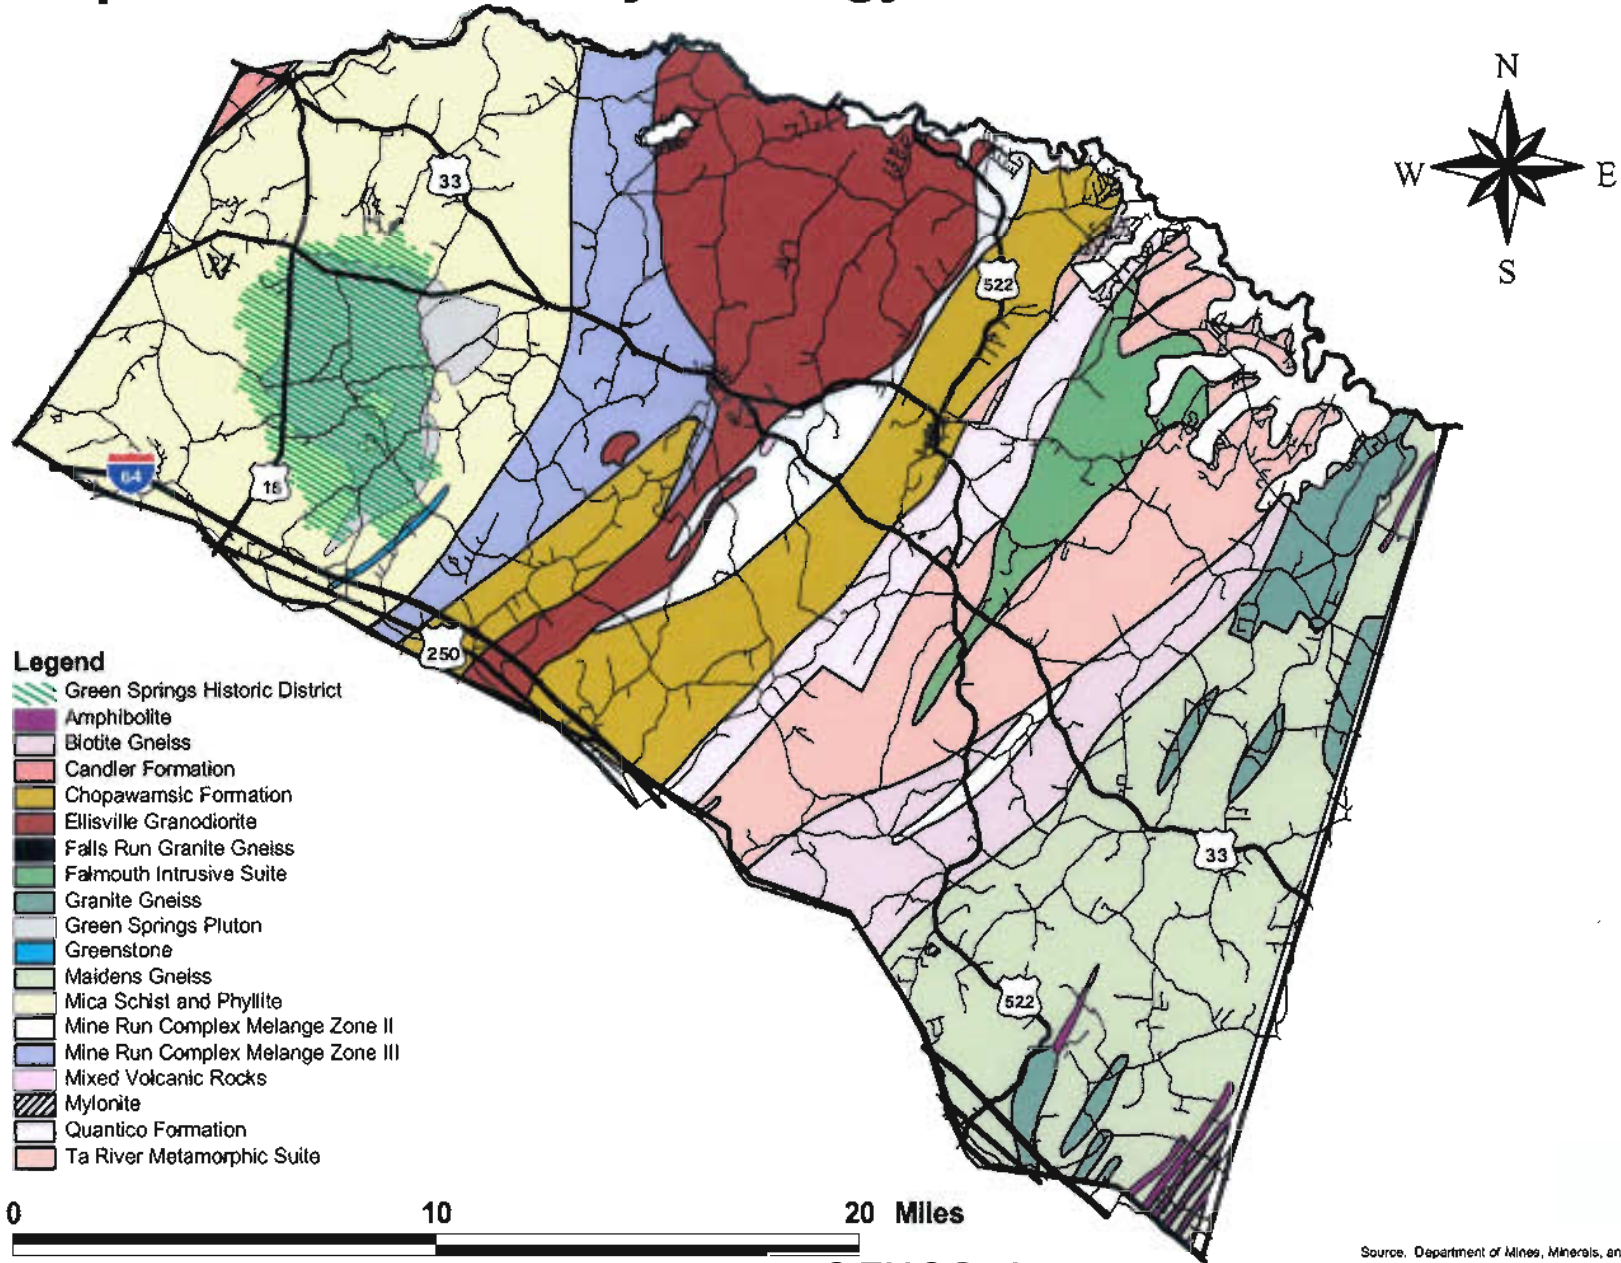 N
W E
S
33
522
64
15
250
33
522
Legend
Green Springs Historic District
Amphibolite
Biotite Gneiss
Candler Formation
Chopawamsic Formation
Ellisville Granodiorite
Falls Run Granite Gneiss
Falmouth Intrusive Suite
Granite Gneiss
Green Springs Pluton
Greenstone
Maidens Gneiss
Mica Schist and Phyllite
Mine Run Complex Melange Zone II
Mine Run Complex Melange Zone III
Mixed Volcanic Rocks
Mylonite
Quantico Formation
Ta River Metamorphic Suite
0 10 20 Miles
Source. Department of Mines, Minerals, an